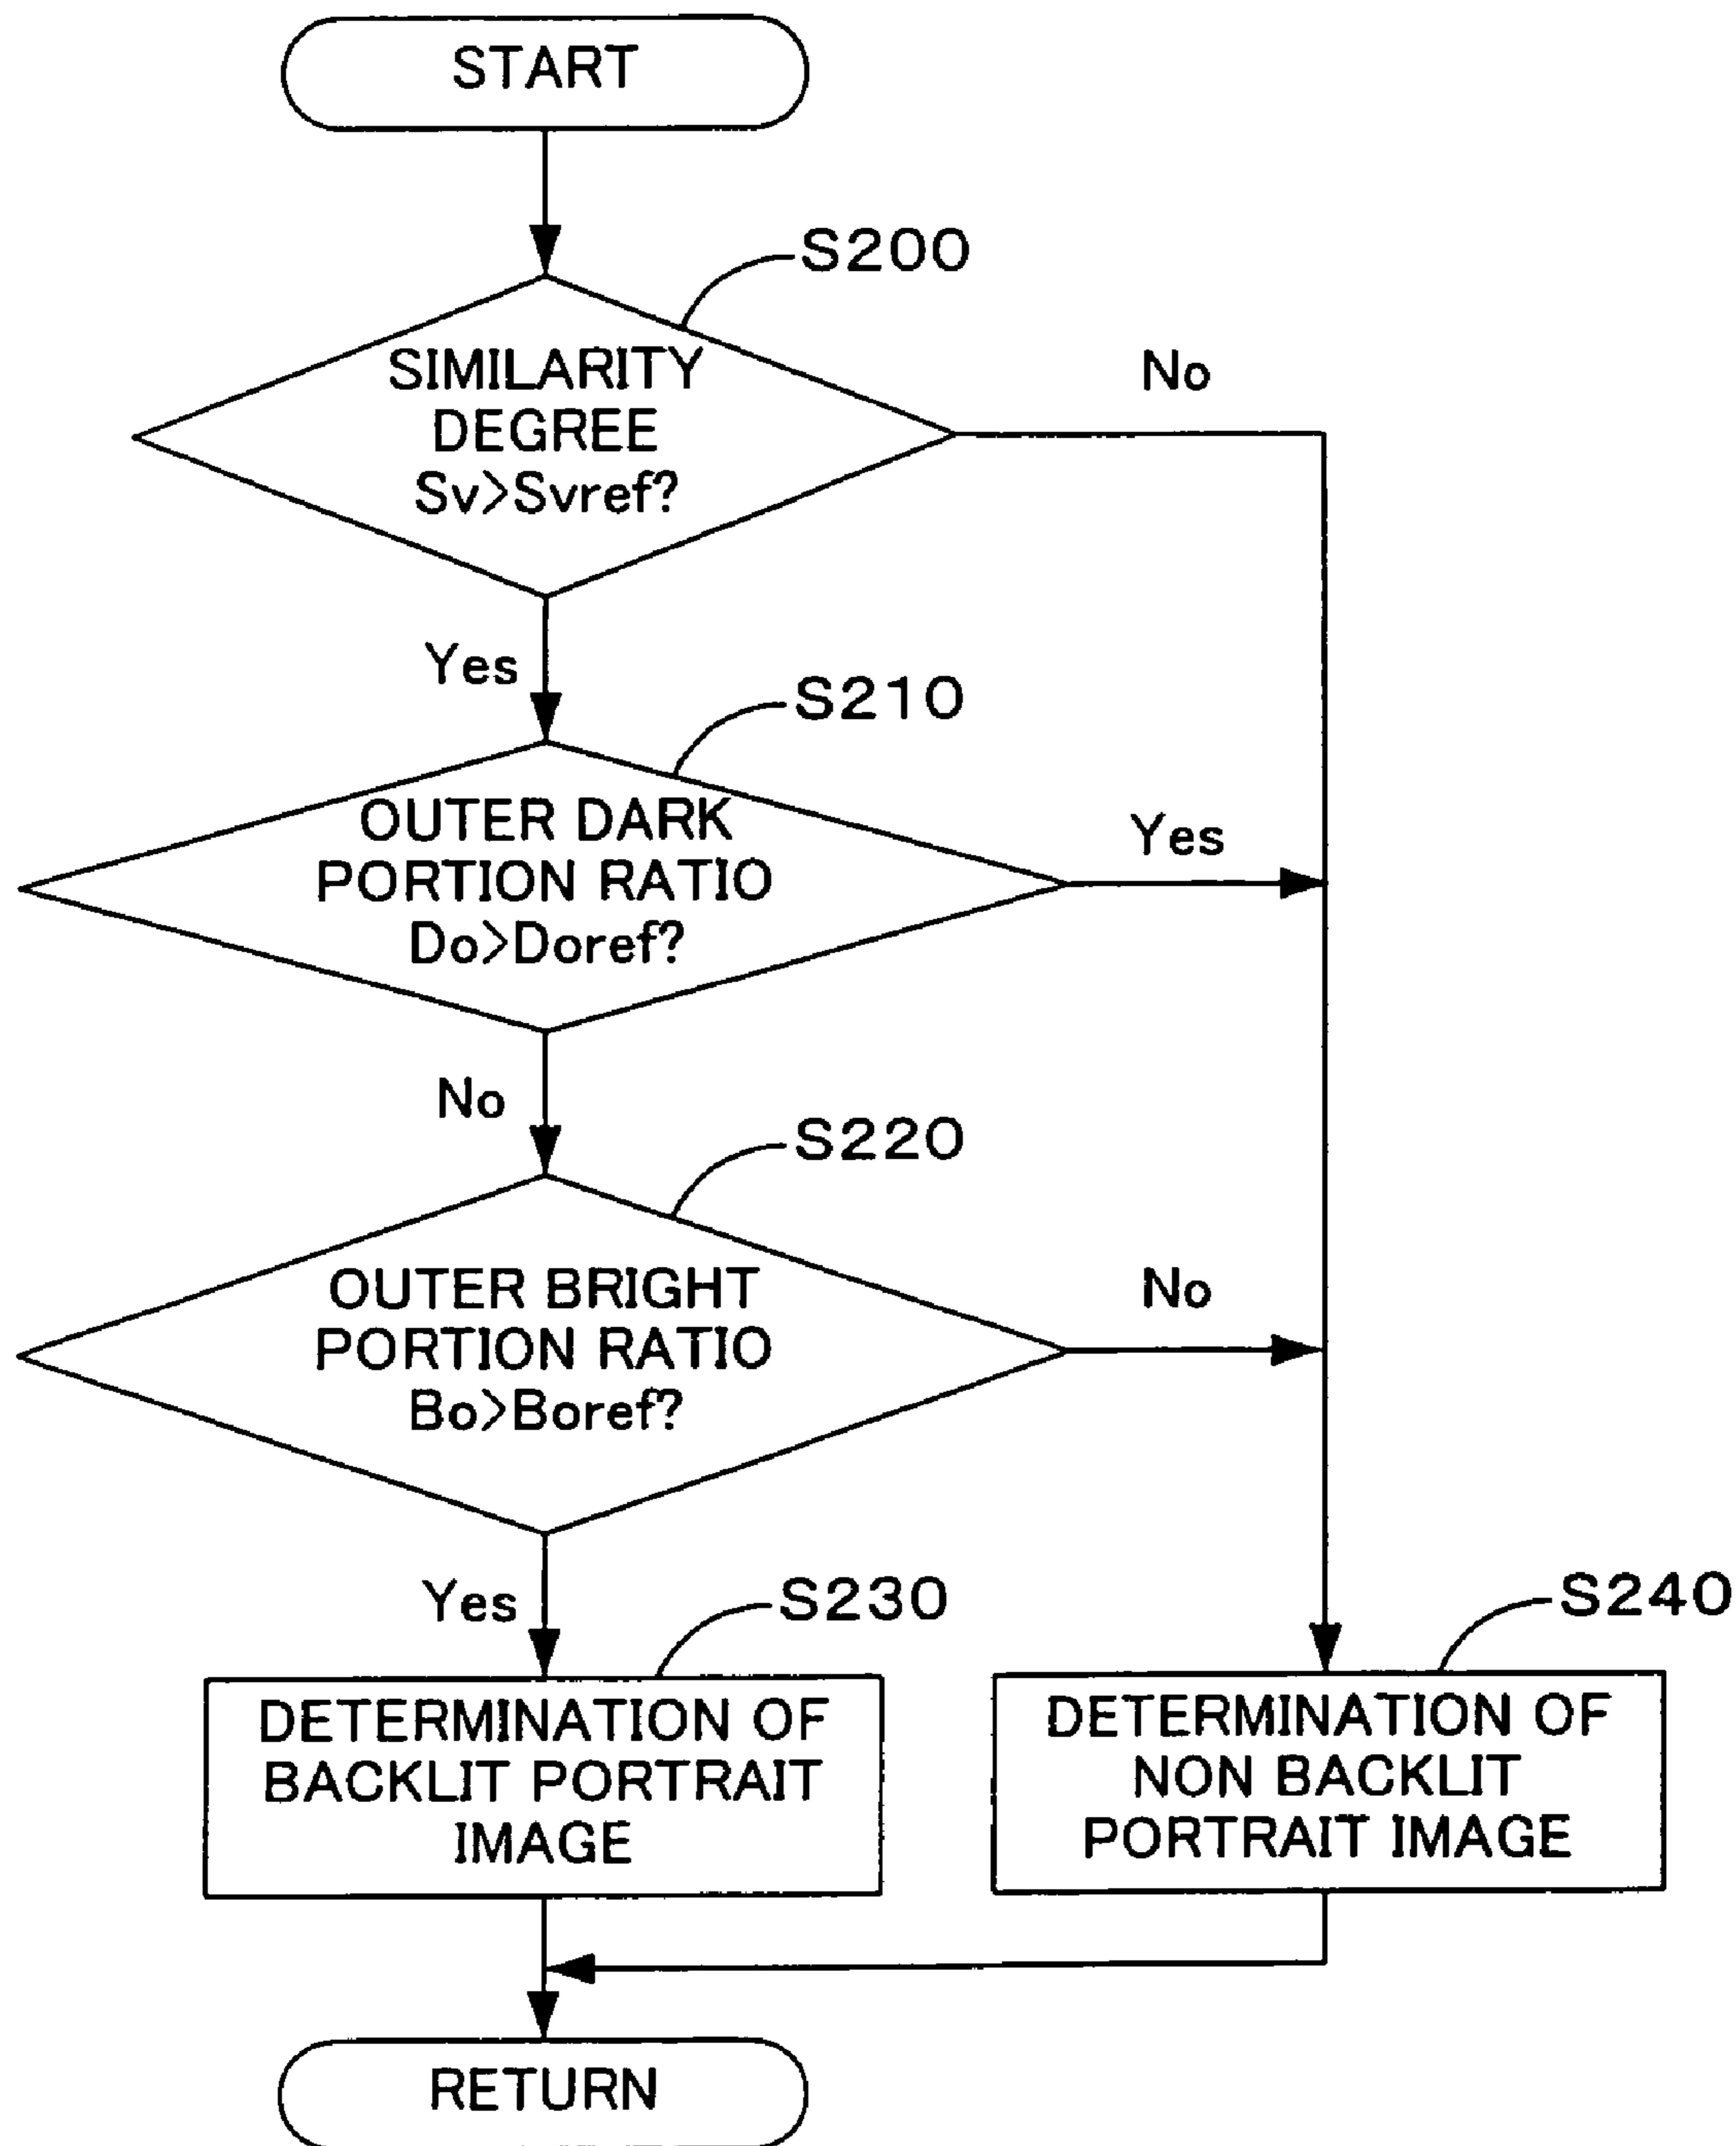 START
S200
SIMILARITY
DEGREE
Sv>Svref?
No
Yes
S210
OUTER DARK
PORTION RATIO
Do>Doref?
Yes
No
S220
OUTER BRIGHT
PORTION RATIO
Bo>Boref?
No
Yes
S230
S240
DETERMINATION OF
BACKLIT PORTRAIT
IMAGE
DETERMINATION OF
NON BACKLIT
PORTRAIT IMAGE
RETURN